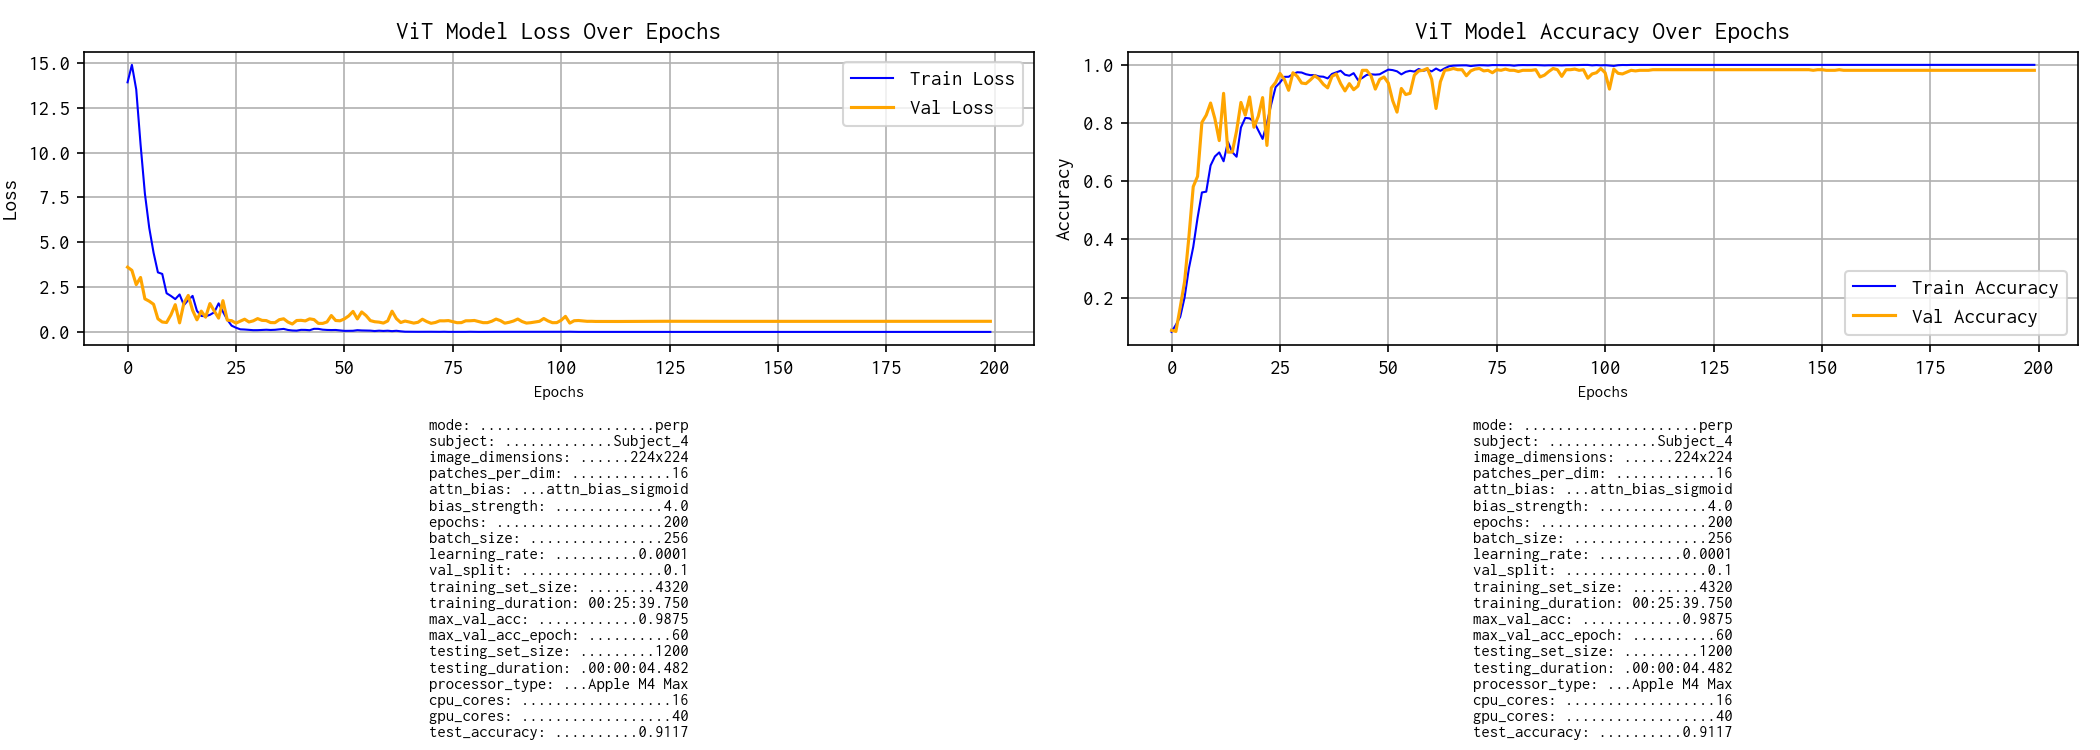 ViT Model Loss Over Epochs
15.0
12.5
10.0
7.5
5.0
2.5
0.0
Loss
Train Loss
Val Loss
0 25 50 75 100 125 150 175 200
Epochs
mode: .....................perp
subject: .............Subject_4
image_dimensions: ......224x224
patches_per_dim: ............16
attn_bias: ...attn_bias_sigmoid
bias_strength: .............4.0
epochs: ....................200
batch_size: ................256
learning_rate: ..........0.0001
val_split: .................0.1
training_set_size: ........4320
training_duration: 00:25:39.750
max_val_acc: ............0.9875
max_val_acc_epoch: ..........60
testing_set_size: .........1200
testing_duration: .00:00:04.482
processor_type: ...Apple M4 Max
cpu_cores: ..................16
gpu_cores: ..................40
test_accuracy: ..........0.9117
ViT Model Accuracy Over Epochs
1.0
0.8
0.6
0.4
0.2
Accuracy
Train Accuracy
Val Accuracy
0 25 50 75 100 125 150 175 200
Epochs
mode: .....................perp
subject: .............Subject_4
image_dimensions: ......224x224
patches_per_dim: ............16
attn_bias: ...attn_bias_sigmoid
bias_strength: .............4.0
epochs: ....................200
batch_size: ................256
learning_rate: ..........0.0001
val_split: .................0.1
training_set_size: ........4320
training_duration: 00:25:39.750
max_val_acc: ............0.9875
max_val_acc_epoch: ..........60
testing_set_size: .........1200
testing_duration: .00:00:04.482
processor_type: ...Apple M4 Max
cpu_cores: ..................16
gpu_cores: ..................40
test_accuracy: ..........0.9117